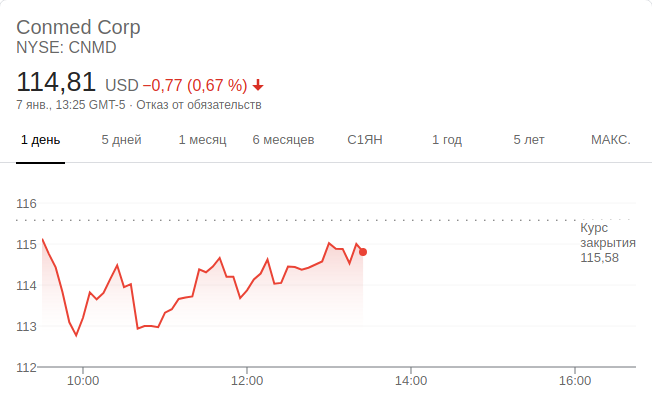 Conmed Corp
NYSE: CNMD
114,81 USD −0,77 (0,67 %)
7 янв., 13:25 GMT-5 · Отказ от обязательств
1 день 5 дней 1 месяц 6 месяцев С1ЯН 1 год 5 лет МАКС.
116
Курс
закрытия
115,58
115
114
113
112
10:00 12:00 14:00 16:00